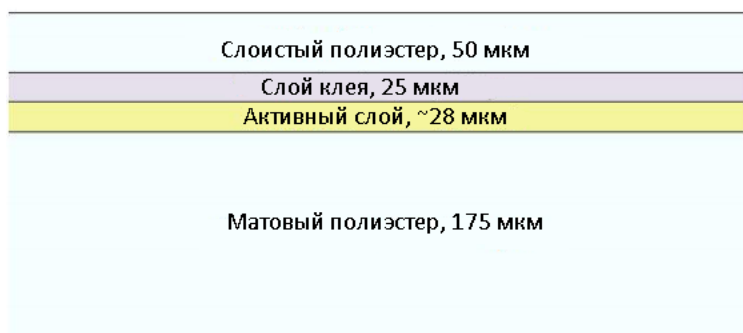 Слоистый полиэстер, 50 мкм
Слой клея, 25 мкм
Активный слой, ~28 мкм
Матовый полиэстер, 175 мкм